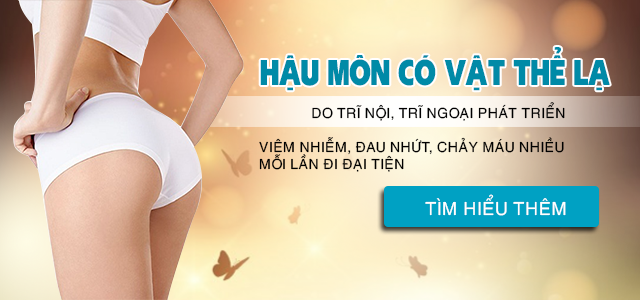 HẬU MÔN CÓ VẬT THỂ LẠ
DO TRĨ NỘI, TRĨ NGOẠI PHÁT TRIỂN
VIÊM NHIỄM, ĐAU NHỨT, CHẢY MÁU NHIỀU
MỖI LẦN ĐI ĐẠI TIỆN
TÌM HIỂU THÊM